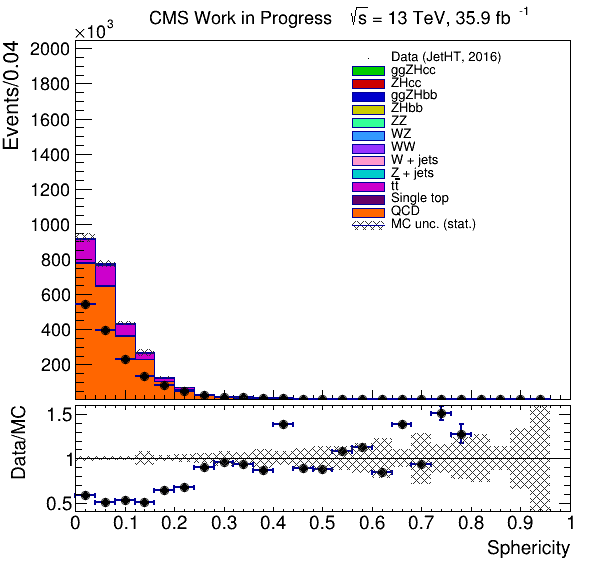 CMS Work in Progress √s = 13 TeV, 35.9 fb⁻¹
×10³
Events/0.04
2000
1800
1600
1400
1200
1000
800
600
400
200
Data (JetHT, 2016)
ggZHcc
ZHcc
ggZHbb
ZHbb
ZZ
WZ
WW
W + jets
Z + jets
tt̅
Single top
QCD
MC unc. (stat.)
Data/MC
1.5
1
0.5
0 0.1 0.2 0.3 0.4 0.5 0.6 0.7 0.8 0.9 1
Sphericity